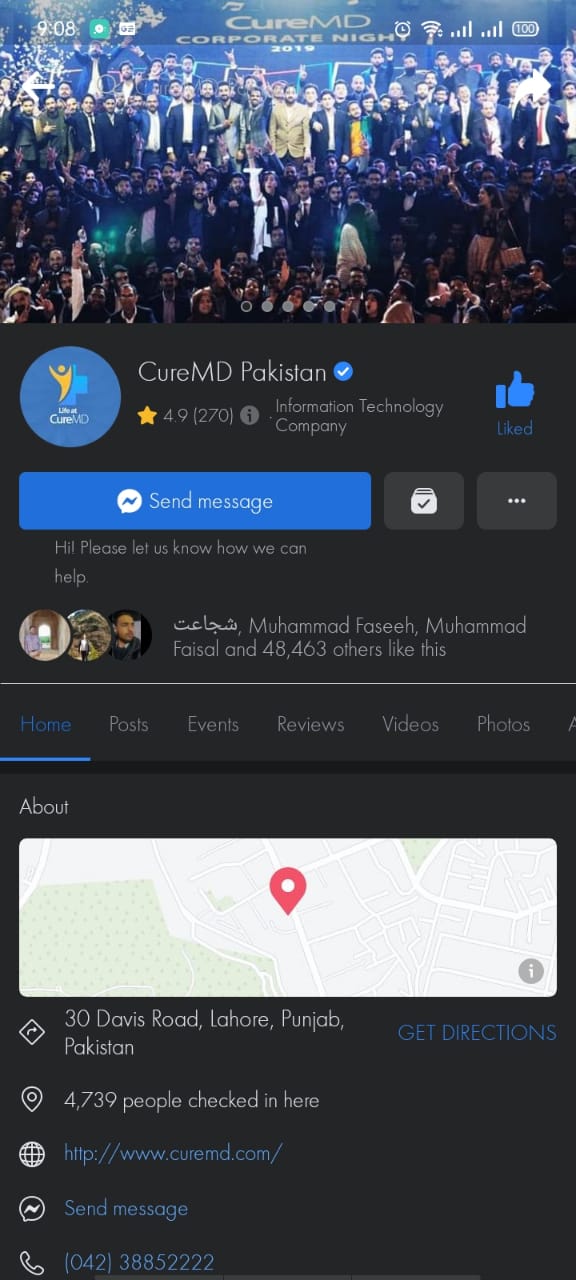 9:08
100
CureMD
CORPORATE NIGHT
2019
Life at
CureMD
CureMD Pakistan
4.9 (270) · Information Technology
Company
Liked
Send message
Hi! Please let us know how we can
help.
شجاعت, Muhammad Faseeh, Muhammad
Faisal and 48,463 others like this
Home Posts Events Reviews Videos Photos A
About
30 Davis Road, Lahore, Punjab,
Pakistan
GET DIRECTIONS
4,739 people checked in here
http://www.curemd.com/
Send message
(042) 38852222